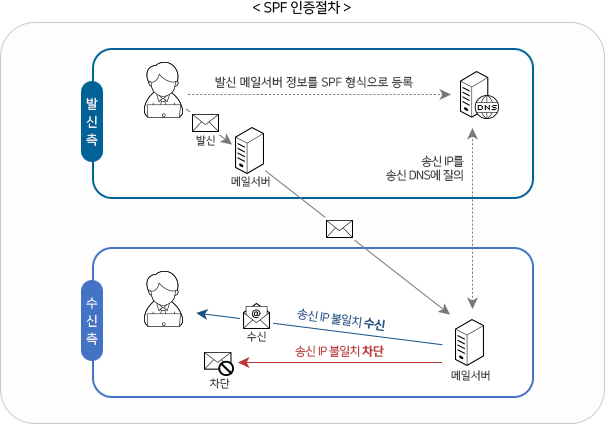 < SPF 인증절차 >
발신측
발신 메일서버 정보를 SPF 형식으로 등록
DNS
발신
메일서버
송신 IP를
송신 DNS에 질의
수신측
@
수신
송신 IP 불일치 수신
송신 IP 불일치 차단
차단
메일서버